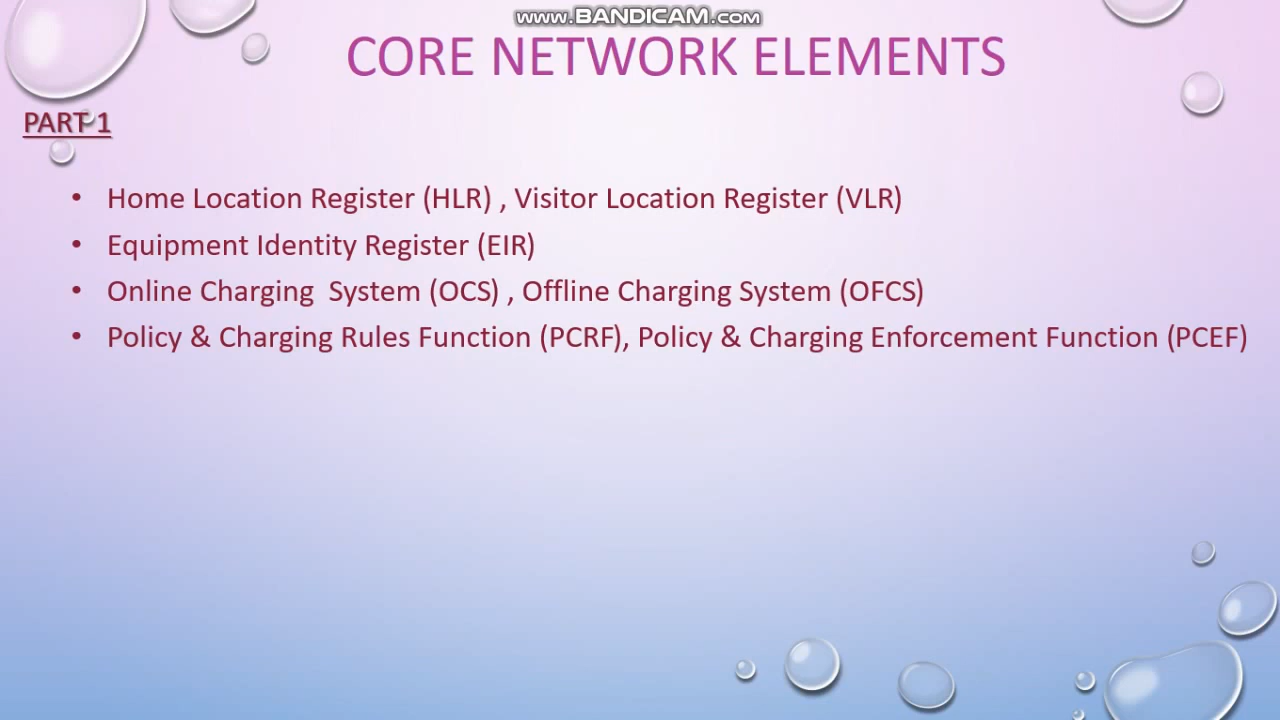 www.BANDICAM.com
CORE NETWORK ELEMENTS
PART 1
• Home Location Register (HLR) , Visitor Location Register (VLR)
• Equipment Identity Register (EIR)
• Online Charging  System (OCS) , Offline Charging System (OFCS)
• Policy & Charging Rules Function (PCRF), Policy & Charging Enforcement Function (PCEF)